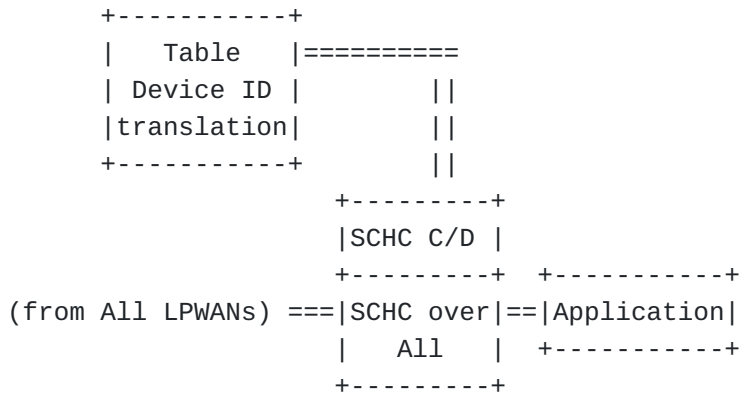 +-----------+
|   Table   |==========
| Device ID |        ||
|translation|        ||
+-----------+        ||
+---------+
|SCHC C/D |
+---------+  +-----------+
(from All LPWANs) ===|SCHC over|==|Application|
|   All   |  +-----------+
+---------+